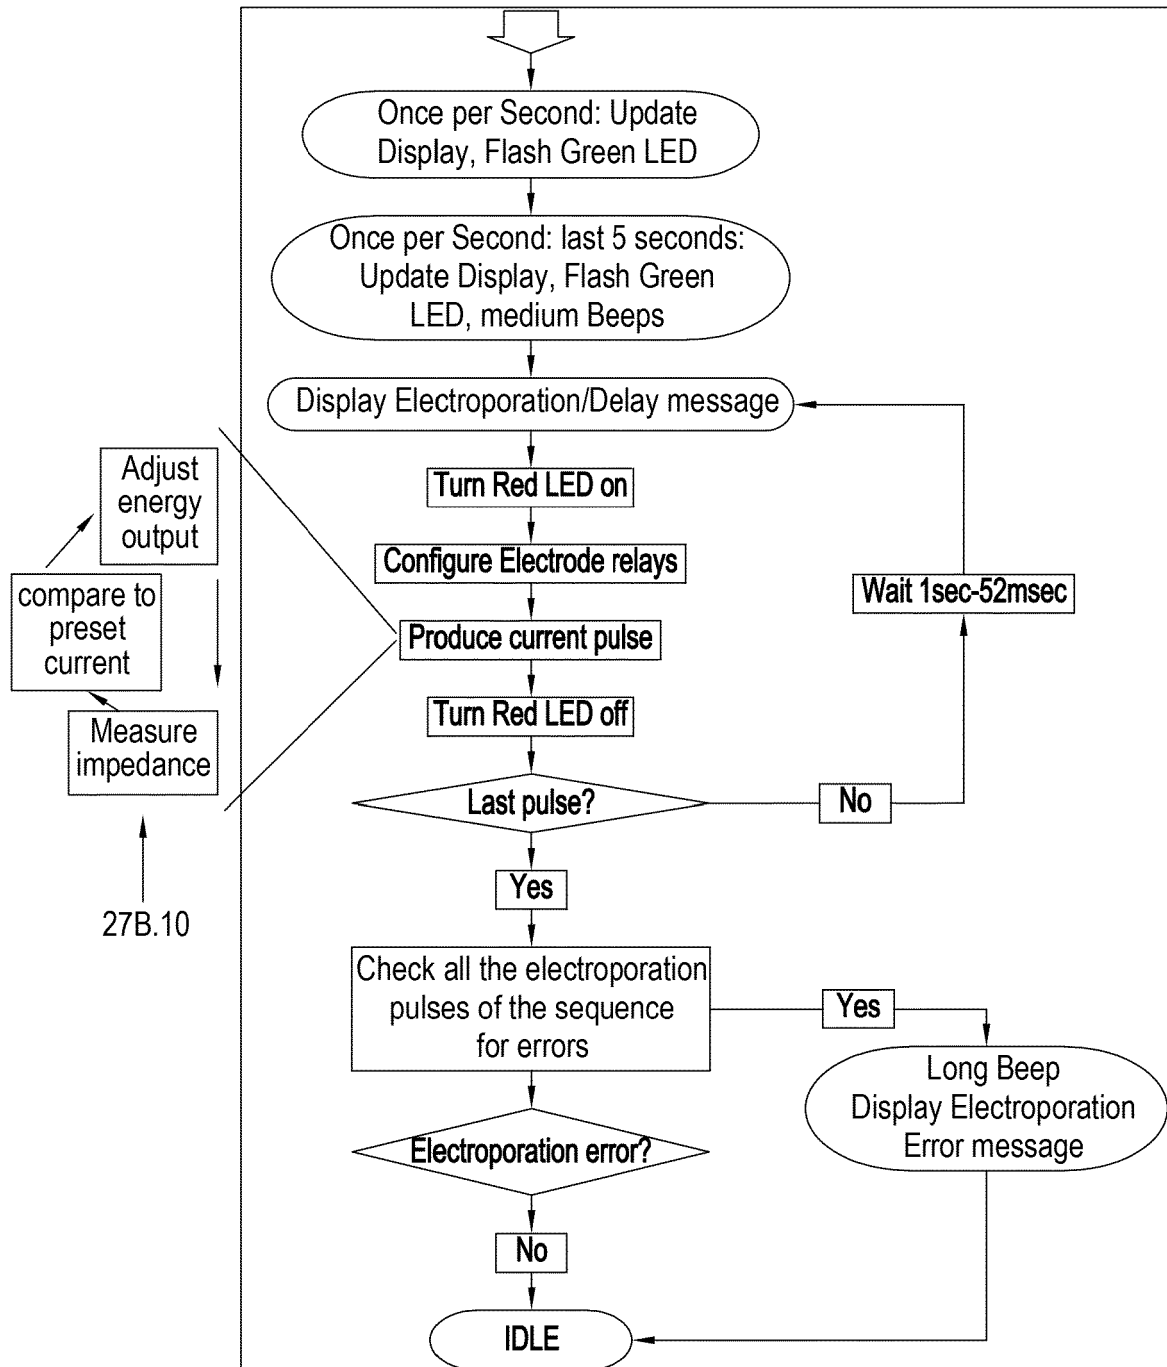 Once per Second: Update
Display, Flash Green LED
Once per Second: last 5 seconds:
Update Display, Flash Green
LED, medium Beeps
Display Electroporation/Delay message
Turn Red LED on
Configure Electrode relays
Wait 1sec-52msec
Produce current pulse
Turn Red LED off
Adjust
energy
output
compare to
preset
current
Measure
impedance
27B.10
Last pulse?
No
Yes
Check all the electroporation
pulses of the sequence
for errors
Yes
Long Beep
Display Electroporation
Error message
Electroporation error?
No
IDLE